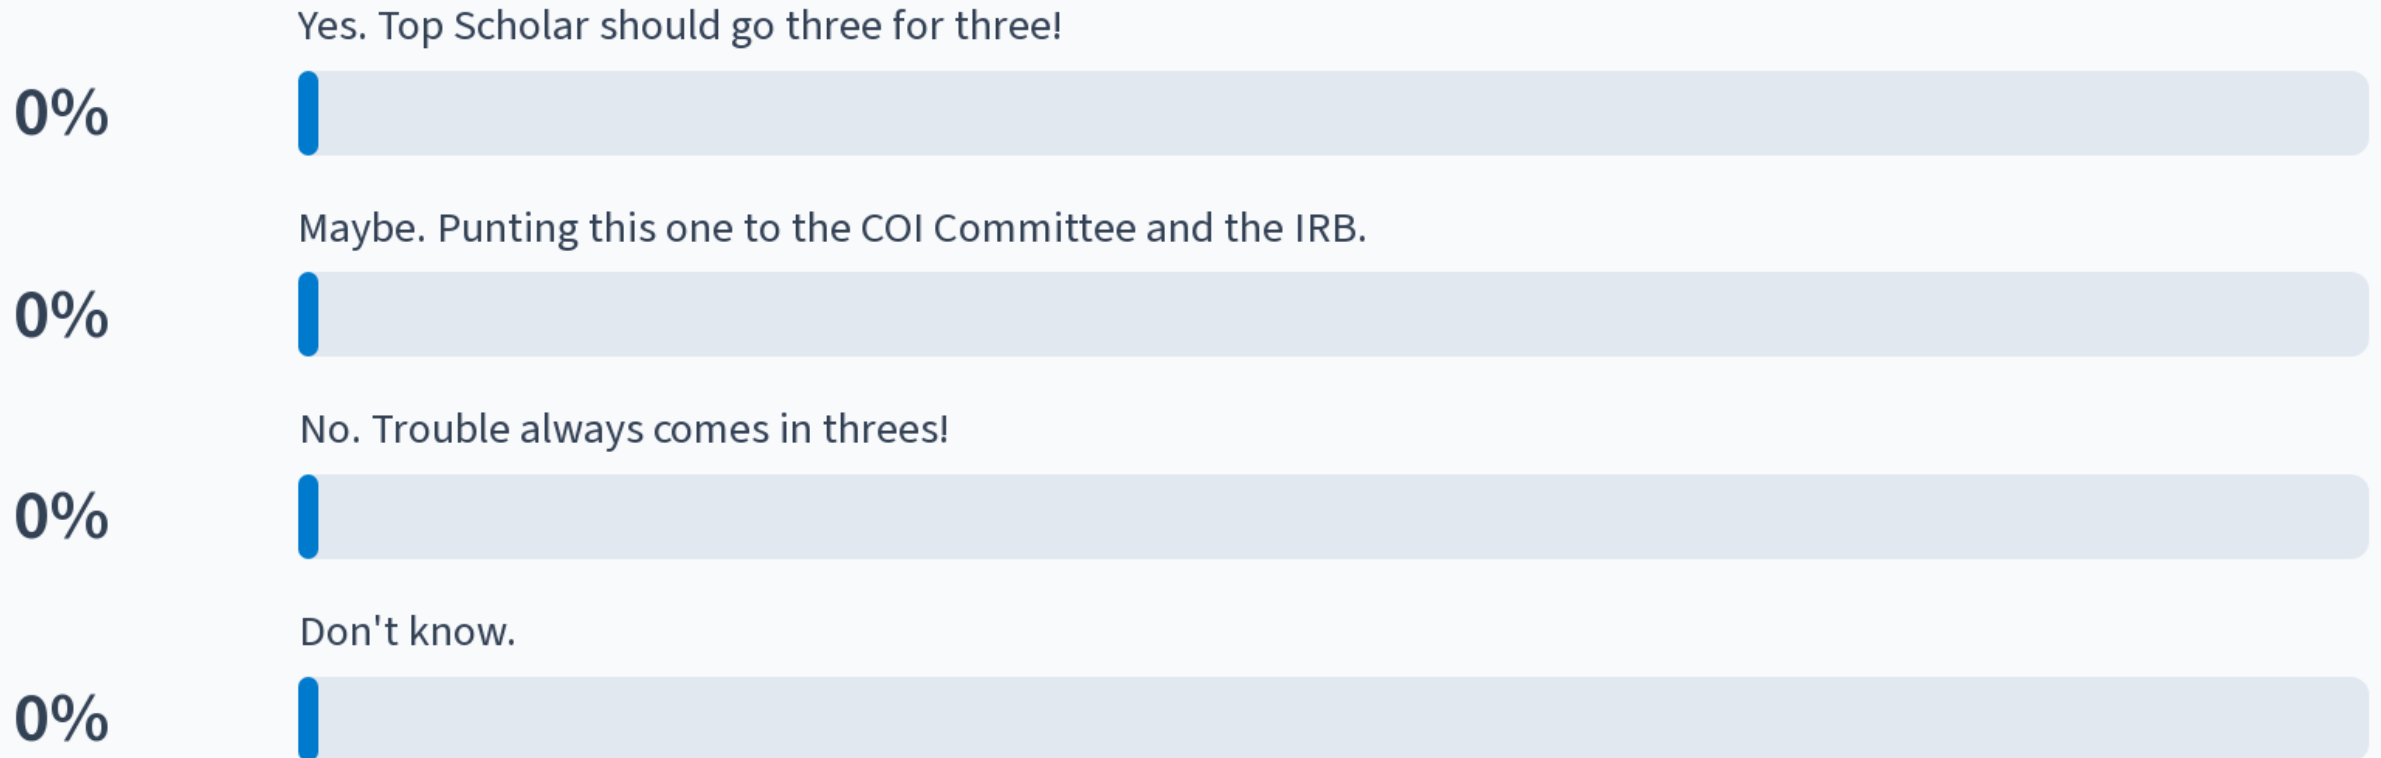 Yes. Top Scholar should go three for three!
0%
Maybe. Punting this one to the COI Committee and the IRB.
0%
No. Trouble always comes in threes!
0%
Don't know.
0%